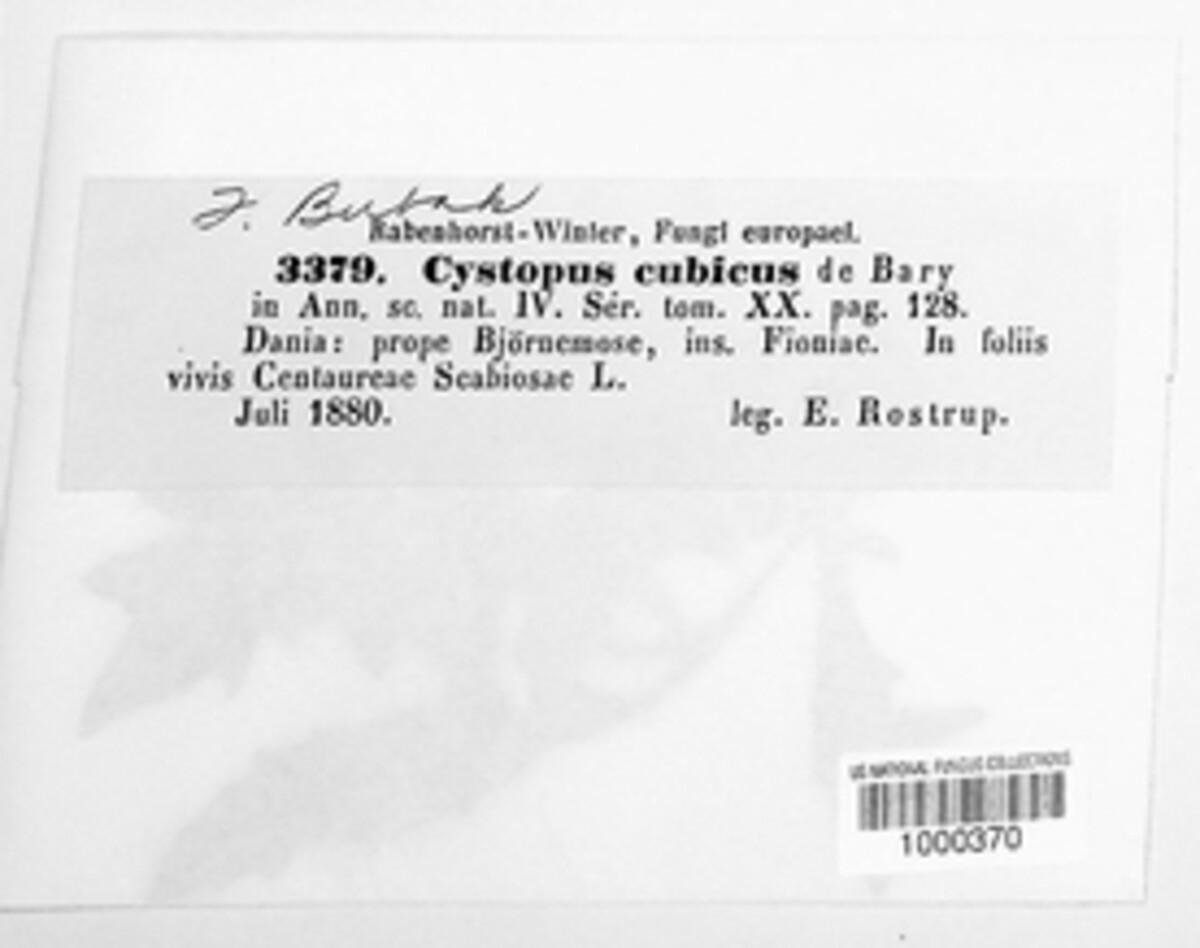 F. Bubak
Rabenhorst-Winter, Fungi europaei.
3379. Cystopus cubicus de Bary
in Ann. sc. nat. IV. Sér. tom. XX. pag. 128.
Dania: prope Björnemose, ins. Fioniae. In foliis
vivis Centaureae Scabiosae L.
Juli 1880. leg. E. Rostrup.
US NATIONAL FUNGUS COLLECTIONS
1000370